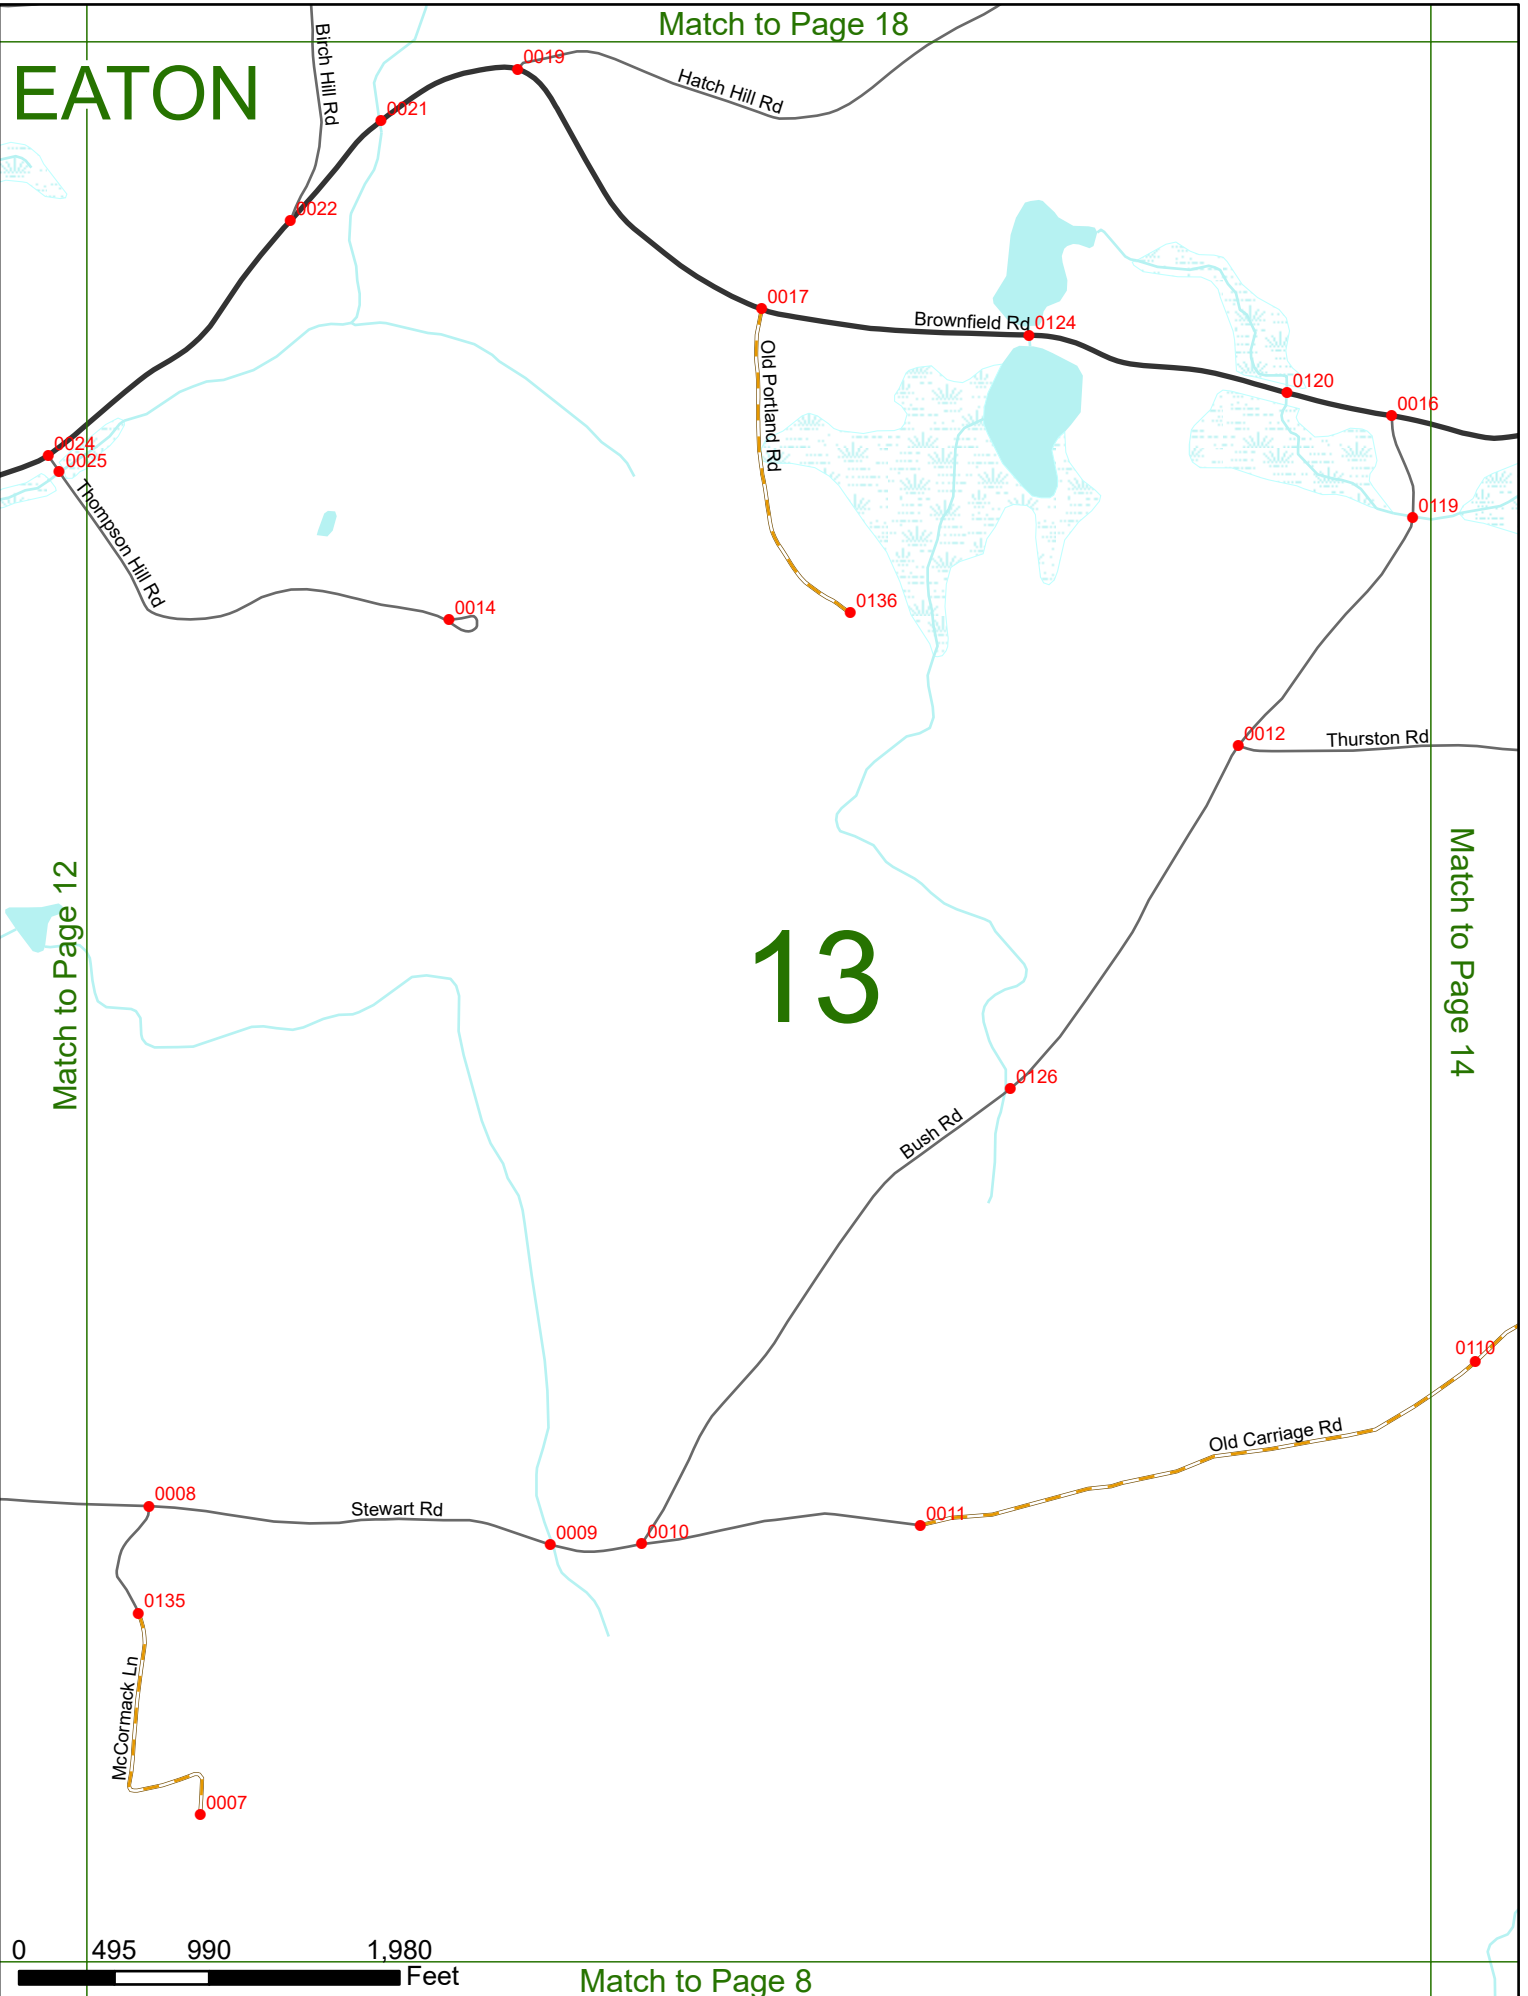 Match to Page 18
EATON
Birch Hill Rd
0019
Hatch Hill Rd
0021
0022
0017
Brownfield Rd
0124
Old Portland Rd
0120
0016
0024
0025
Thompson Hill Rd
0119
0014
0136
0012
Thurston Rd
Match to Page 12
13
Match to Page 14
0126
Bush Rd
0110
Old Carriage Rd
0008
Stewart Rd
0009
0010
0011
0135
McCormack Ln
0007
0 495 990 1,980
Feet
Match to Page 8